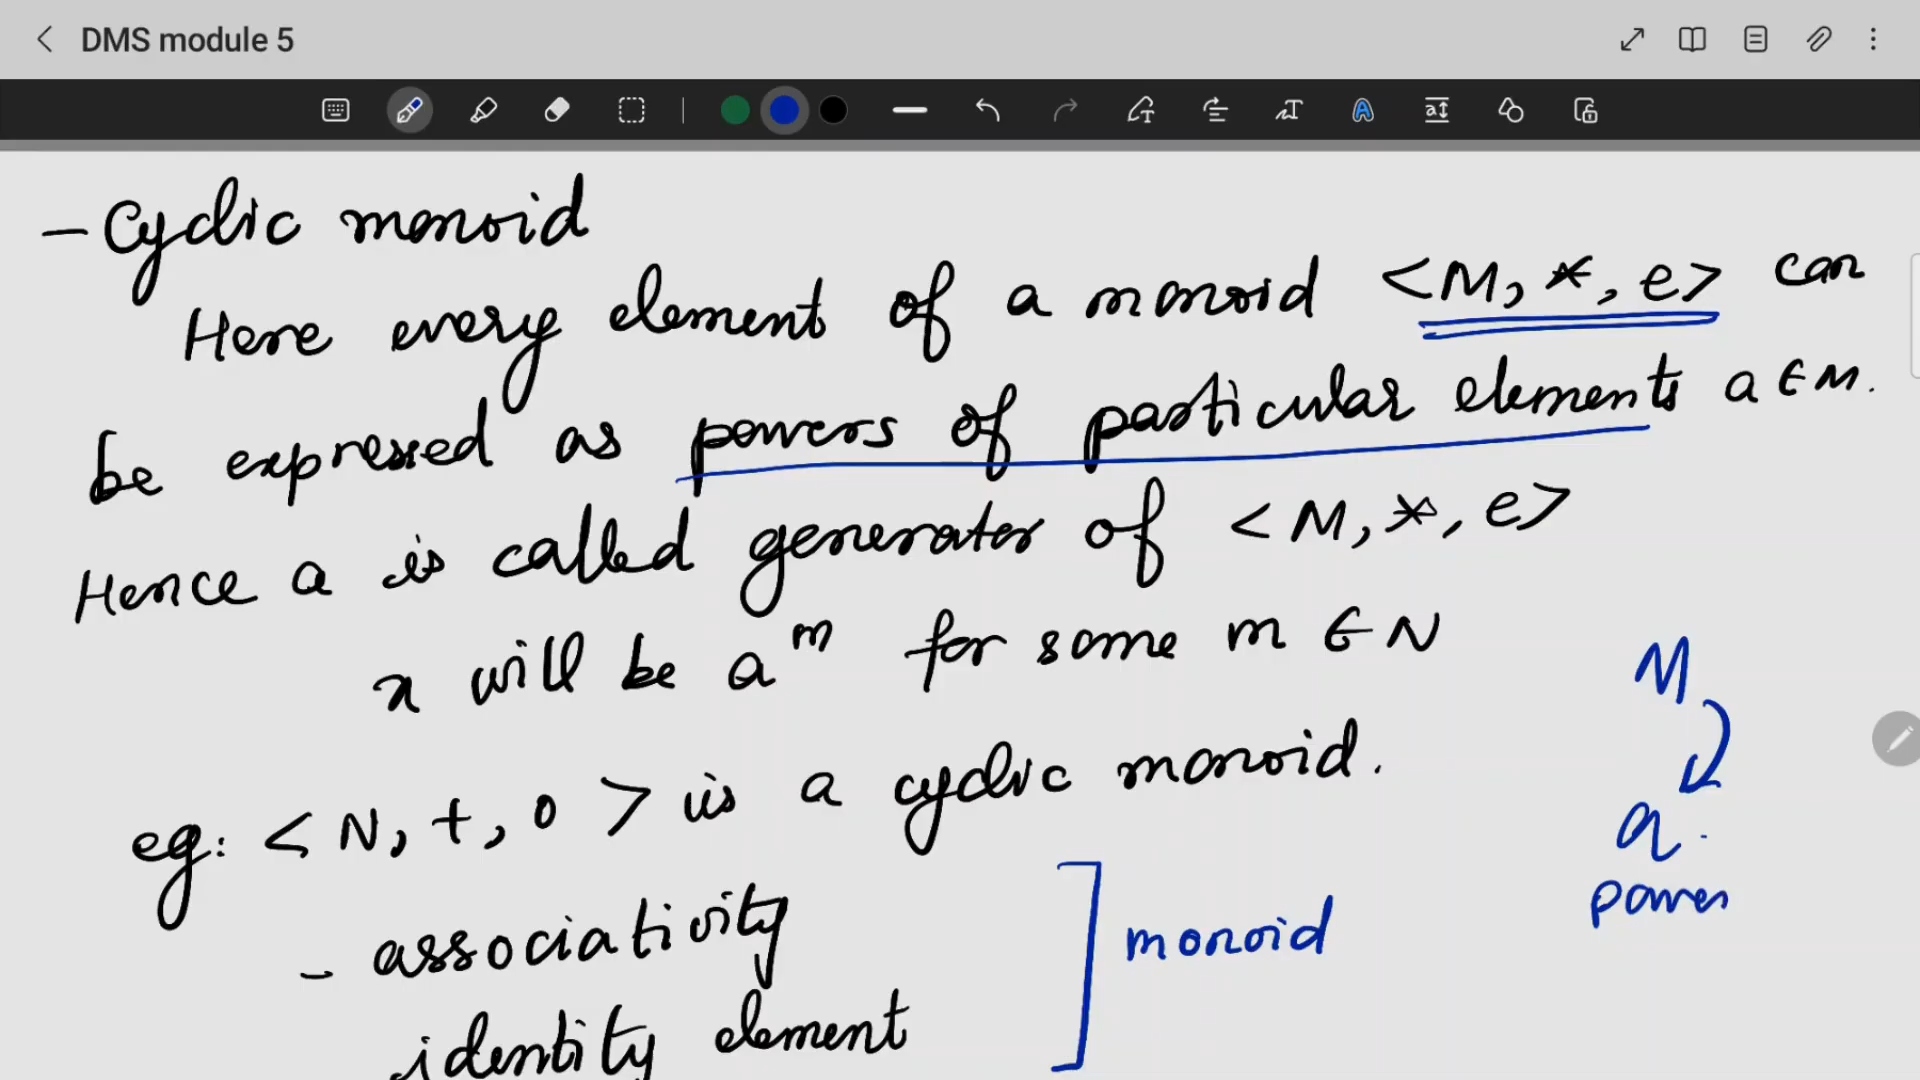 DMS module 5
- Cyclic monoid
Here every element of a monoid <M, *, e> can
be expressed as powers of particular elements a ∈ M.
Hence a is called generator of <M, *, e>
x will be a^m for some m ∈ N
eg: <N, +, 0> is a cyclic monoid.
- associativity
identity element
] monoid
M
a.
power